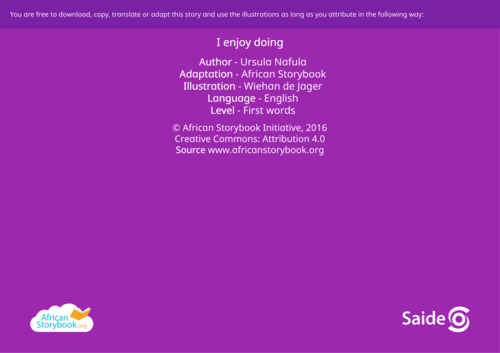 You are free to download, copy, translate or adapt this story and use the illustrations as long as you attribute in the following way:
I enjoy doing
Author - Ursula Nafula
Adaptation - African Storybook
Illustration - Wiehan de Jager
Language - English
Level - First words
© African Storybook Initiative, 2016
Creative Commons: Attribution 4.0
Source www.africanstorybook.org
African
Storybook.org
Saide